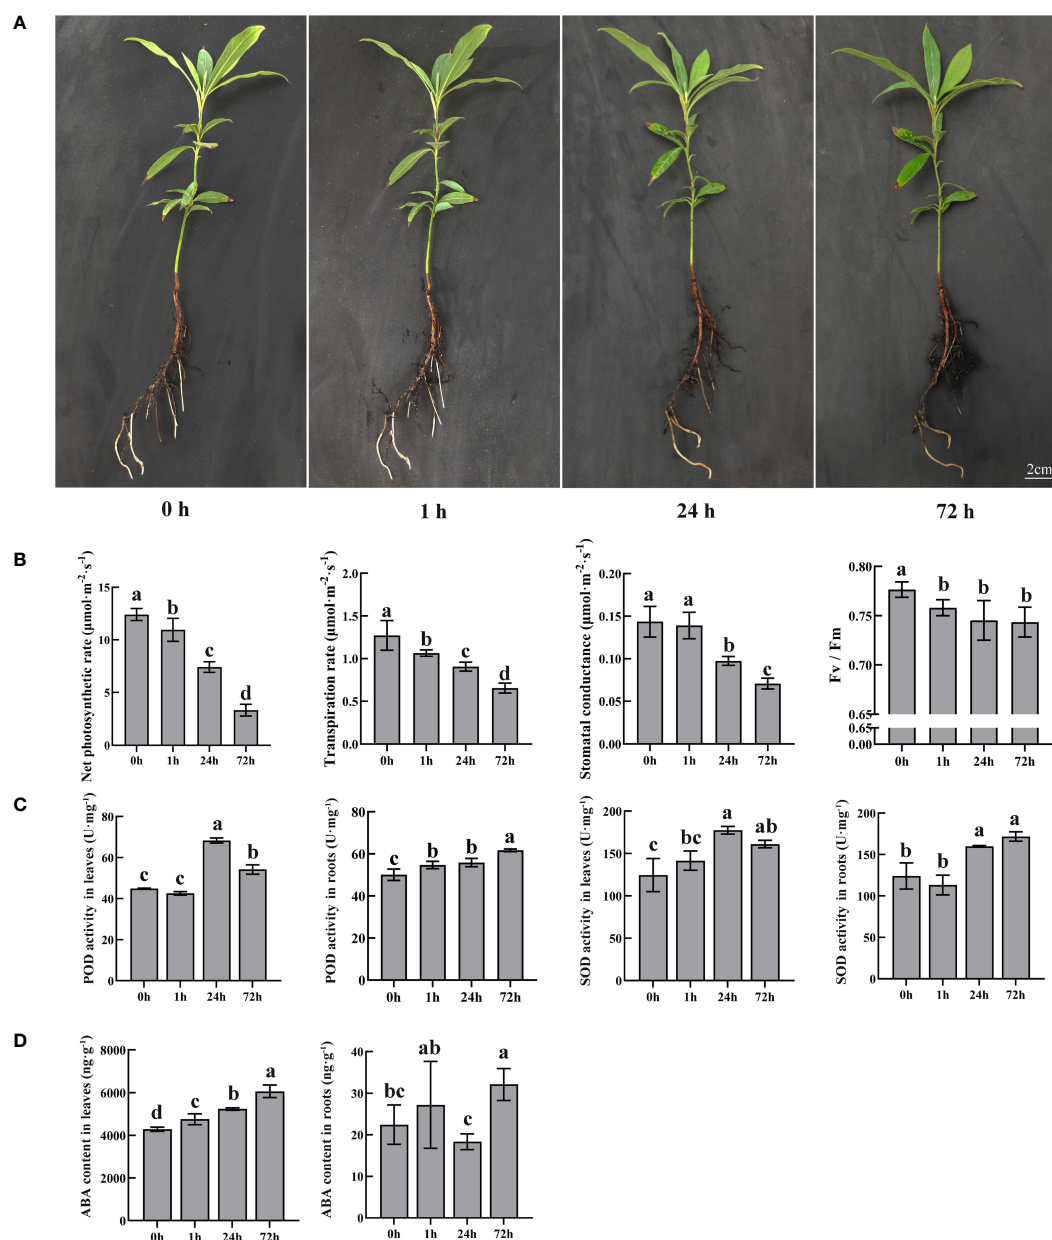 A
0 h
1 h
24 h
72 h
2cm
B
Net photosynthetic rate (μmol·m⁻²·s⁻¹)
15
10
5
0
a
b
c
d
0h 1h 24h 72h
Transpiration rate (μmol·m⁻²·s⁻¹)
2.0
1.5
1.0
0.5
0.0
a
b
c
d
0h 1h 24h 72h
Stomatal conductance (μmol·m⁻²·s⁻¹)
0.20
0.15
0.10
0.05
0.00
a
a
b
c
0h 1h 24h 72h
Fv / Fm
0.80
0.75
0.70
0.65
0.65
0.00
a
b
b
b
0h 1h 24h 72h
C
POD activity in leaves (U·mg⁻¹)
80
60
40
20
0
c
c
a
b
0h 1h 24h 72h
POD activity in roots (U·mg⁻¹)
80
60
40
20
0
c
b
b
a
0h 1h 24h 72h
SOD activity in leaves (U·mg⁻¹)
200
150
100
50
0
c
bc
a
ab
0h 1h 24h 72h
SOD activity in roots (U·mg⁻¹)
200
150
100
50
0
b
b
a
a
0h 1h 24h 72h
D
ABA content in leaves (ng·g⁻¹)
8000
6000
4000
2000
0
d
c
b
a
0h 1h 24h 72h
ABA content in roots (ng·g⁻¹)
40
30
20
10
0
bc
ab
c
a
0h 1h 24h 72h